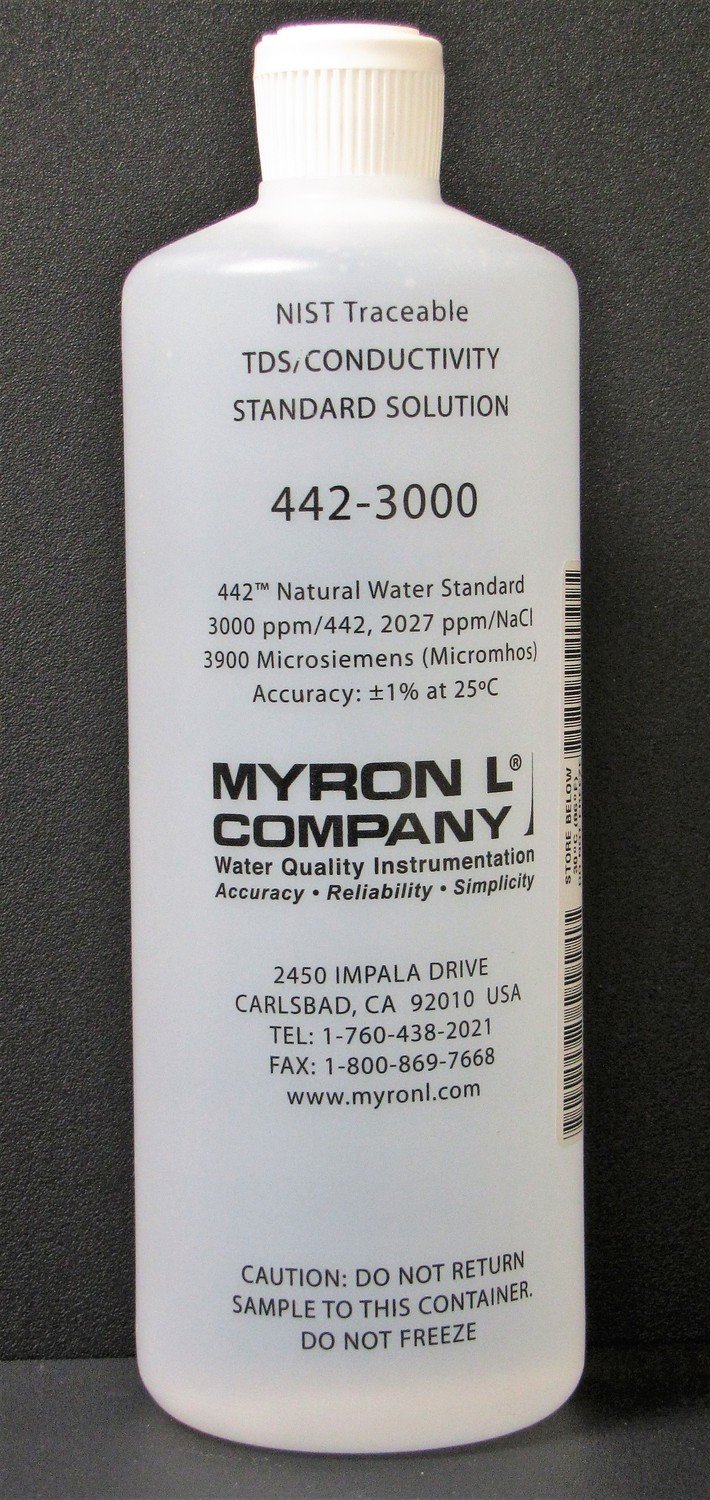 NIST Traceable
TDS/CONDUCTIVITY
STANDARD SOLUTION
442-3000
442™ Natural Water Standard
3000 ppm/442, 2027 ppm/NaCl
3900 Microsiemens (Micromhos)
Accuracy: ±1% at 25ºC
MYRON L®
COMPANY
Water Quality Instrumentation
Accuracy • Reliability • Simplicity
2450 IMPALA DRIVE
CARLSBAD, CA 92010 USA
TEL: 1-760-438-2021
FAX: 1-800-869-7668
www.myronl.com
CAUTION: DO NOT RETURN
SAMPLE TO THIS CONTAINER.
DO NOT FREEZE
STORE BELOW